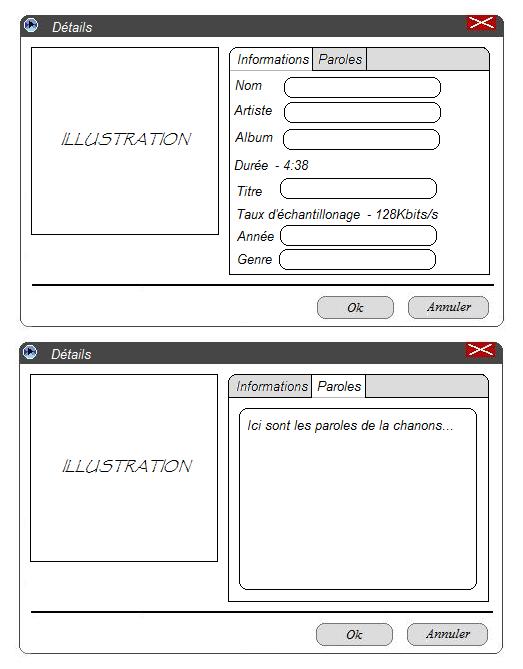 Détails
ILLUSTRATION
Informations Paroles
Nom
Artiste
Album
Durée - 4:38
Titre
Taux d'échantillonage - 128Kbits/s
Année
Genre
Ok Annuler
Détails
ILLUSTRATION
Informations Paroles
Ici sont les paroles de la chanons...
Ok Annuler